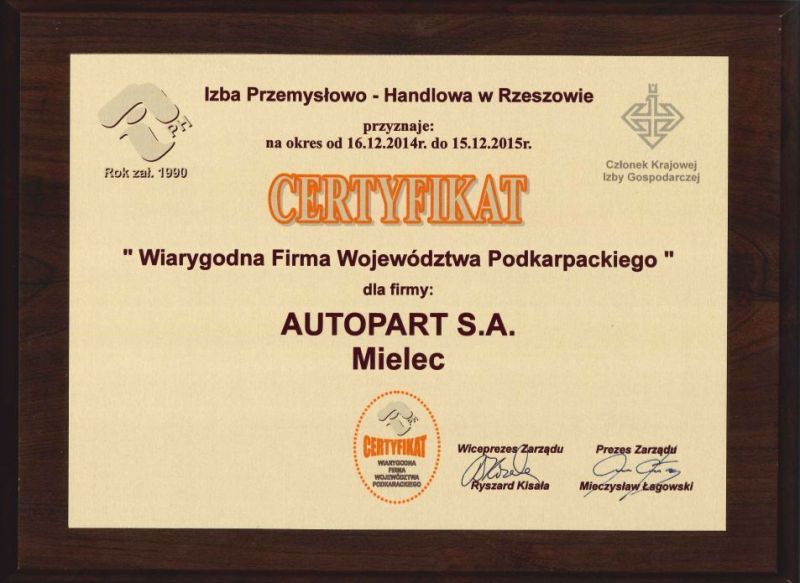 Izba Przemysłowo - Handlowa w Rzeszowie
przyznaje:
na okres od 16.12.2014r. do 15.12.2015r.
Rok zał. 1990
Członek Krajowej
Izby Gospodarczej
CERTYFIKAT
" Wiarygodna Firma Województwa Podkarpackiego "
dla firmy:
AUTOPART S.A.
Mielec
CERTYFIKAT
WIARYGODNA
FIRMA
WOJEWÓDZTWA
PODKARPACKIEGO
Wiceprezes Zarządu
Ryszard Kisała
Prezes Zarządu
Mieczysław Łagowski